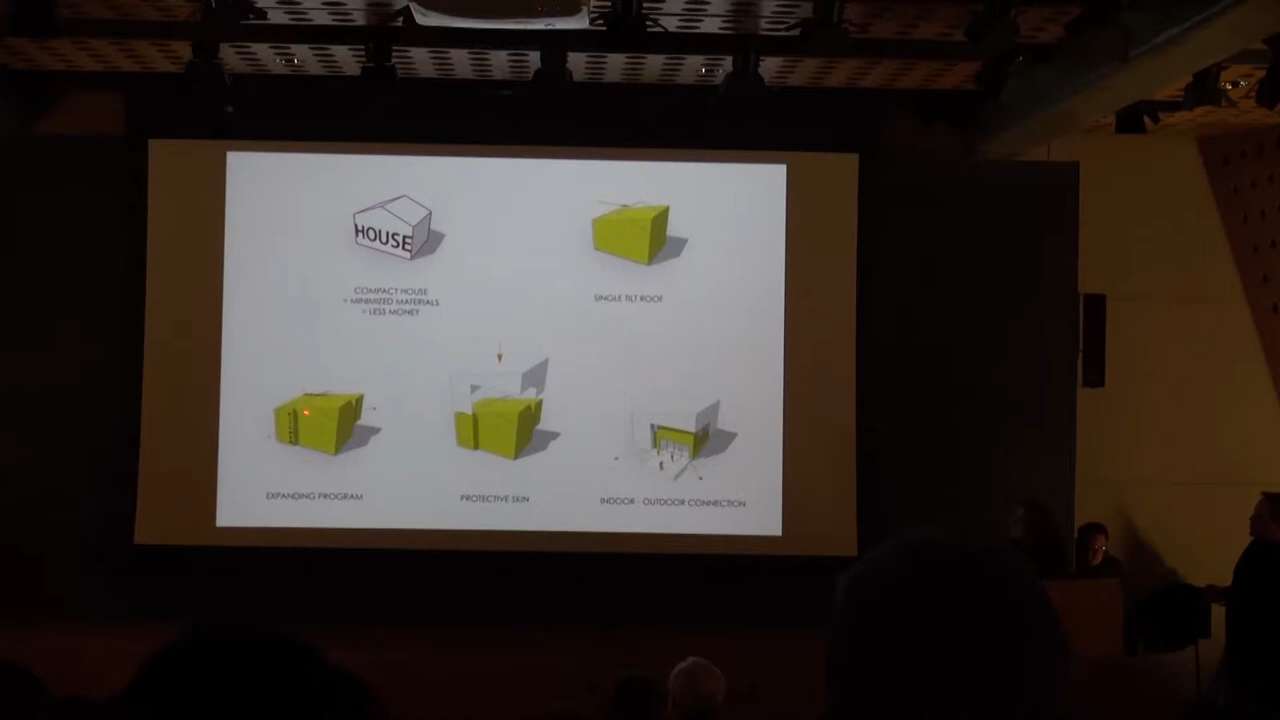 HOUSE
COMPACT HOUSE
= MINIMIZED MATERIALS
= LESS MONEY
SINGLE TILT ROOF
EXPANDING PROGRAM
PROTECTIVE SKIN
INDOOR - OUTDOOR CONNECTION